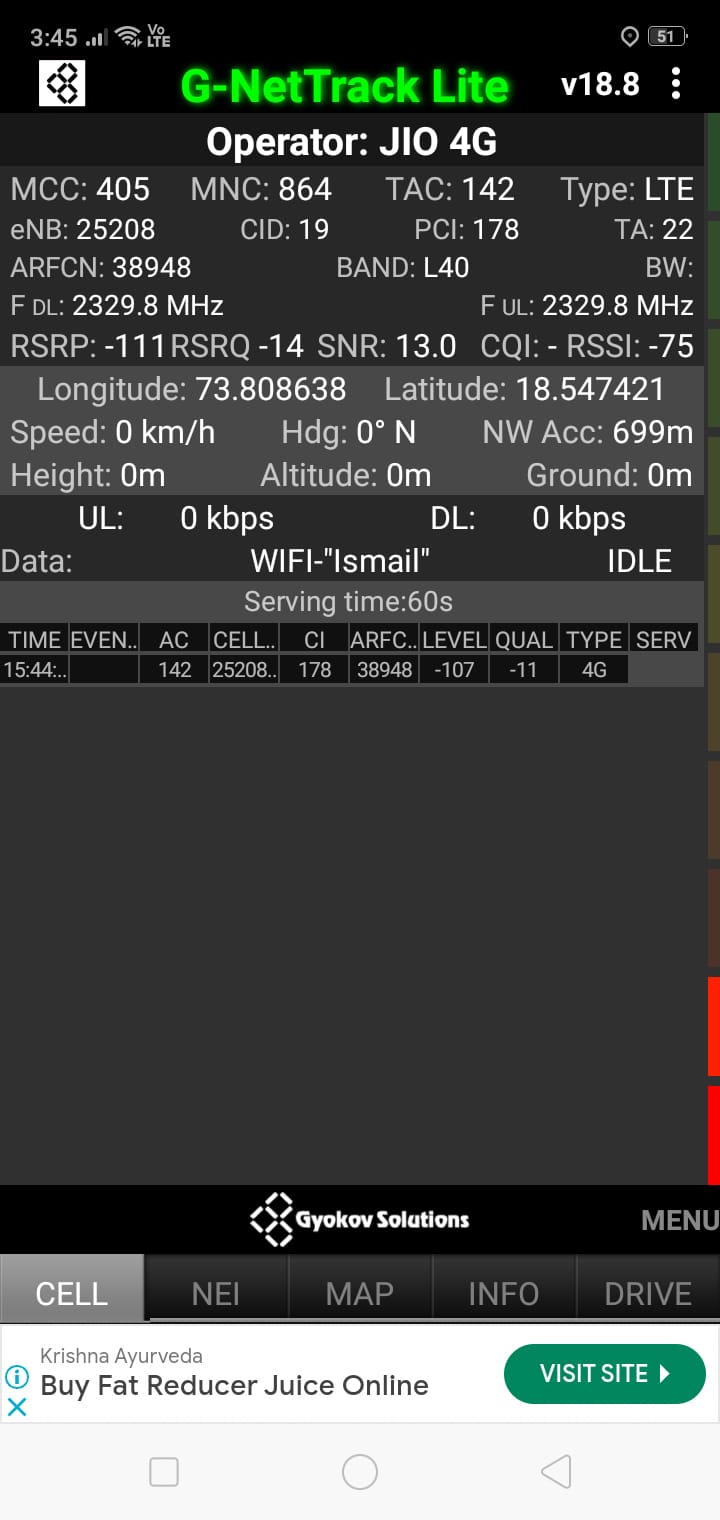 3:45 Vo LTE 51
G-NetTrack Lite v18.8
Operator: JIO 4G
MCC: 405 MNC: 864 TAC: 142 Type: LTE
eNB: 25208 CID: 19 PCI: 178 TA: 22
ARFCN: 38948 BAND: L40 BW:
F DL: 2329.8 MHz F UL: 2329.8 MHz
RSRP: -111 RSRQ -14 SNR: 13.0 CQI: - RSSI: -75
Longitude: 73.808638 Latitude: 18.547421
Speed: 0 km/h Hdg: 0° N NW Acc: 699m
Height: 0m Altitude: 0m Ground: 0m
UL: 0 kbps DL: 0 kbps
Data: WIFI-"Ismail" IDLE
Serving time:60s
TIME EVEN.. AC CELL.. CI ARFC.. LEVEL QUAL TYPE SERV
15:44:.. 142 25208.. 178 38948 -107 -11 4G
Gyokov Solutions MENU
CELL NEI MAP INFO DRIVE
Krishna Ayurveda
Buy Fat Reducer Juice Online
VISIT SITE